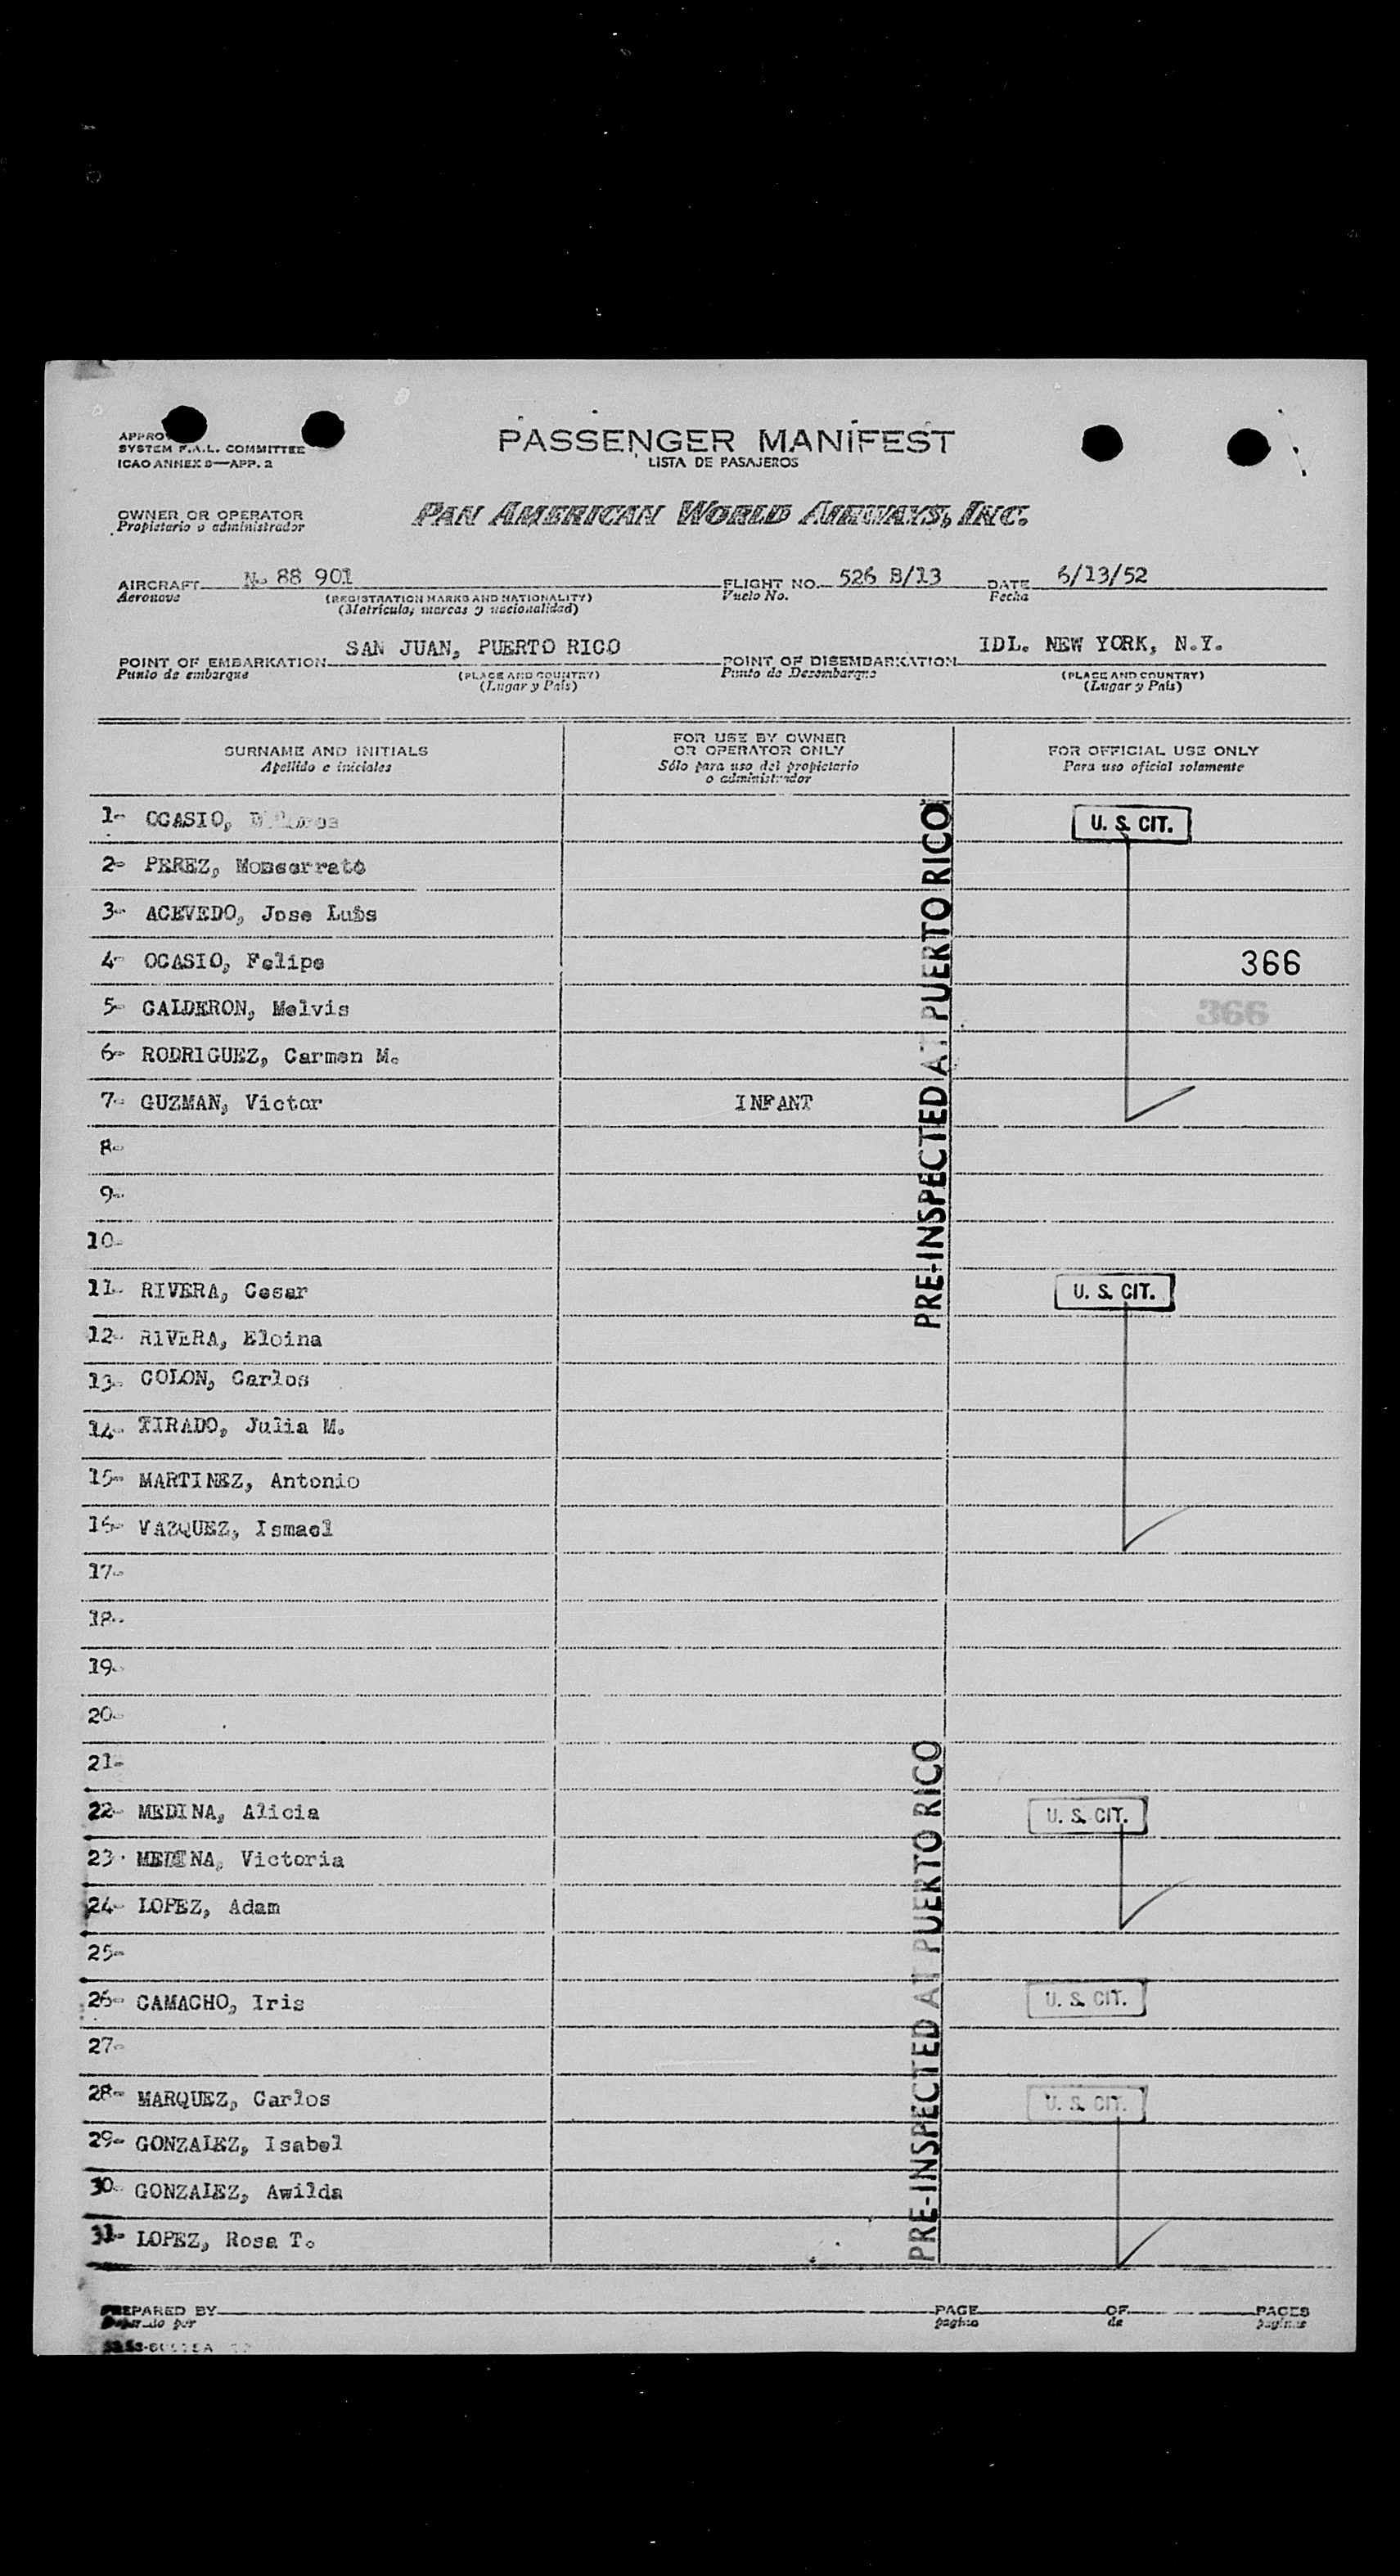 APPROV
SYSTEM F.A.L. COMMITTEE
ICAO ANNEX 9—APP. 2
PASSENGER MANIFEST
LISTA DE PASAJEROS
OWNER OR OPERATOR
Propietario o administrador
PAN AMERICAN WORLD AIRWAYS, INC.
AIRCRAFT N. 88 901 FLIGHT NO. 526 B/13 DATE 6/13/52
Aeronave (REGISTRATION MARKS AND NATIONALITY) Vuelo No. Fecha
(Matrícula, marcas y nacionalidad)
POINT OF EMBARKATION SAN JUAN, PUERTO RICO POINT OF DISEMBARKATION IDL. NEW YORK, N.Y.
Punto de embarque (PLACE AND COUNTRY) Punto de Desembarque (PLACE AND COUNTRY)
(Lugar y País) (Lugar y País)
SURNAME AND INITIALS
Apellido e iniciales
FOR USE BY OWNER
OR OPERATOR ONLY
Sólo para uso del propietario
o administrador
FOR OFFICIAL USE ONLY
Para uso oficial solamente
1- OCASIO, U. S. CIT.
2- PEREZ, Monserrate
3- ACEVEDO, Jose Luis
4- OCASIO, Felipe 366
5- CALDERON, Melvis 366
6- RODRIGUEZ, Carmen M.
7- GUZMAN, Victor INFANT
8-
9-
10-
11- RIVERA, Cesar U. S. CIT.
12- RIVERA, Eloina
13- COLON, Carlos
14- TIRADO, Julia M.
15- MARTINEZ, Antonio
16- VAZQUEZ, Ismael
17-
18-
19-
20-
21-
22- MEDINA, Alicia U. S. CIT.
23- MEDINA, Victoria
24- LOPEZ, Adam
25-
26- CAMACHO, Iris U. S. CIT.
27-
28- MARQUEZ, Carlos U. S. CIT.
29- GONZALEZ, Isabel
30- GONZALEZ, Awilda
31- LOPEZ, Rosa T.
PRE-INSPECTED AT PUERTO RICO
PRE-INSPECTED AT PUERTO RICO
PREPARED BY PAGE OF PAGES
Preparado por página de páginas